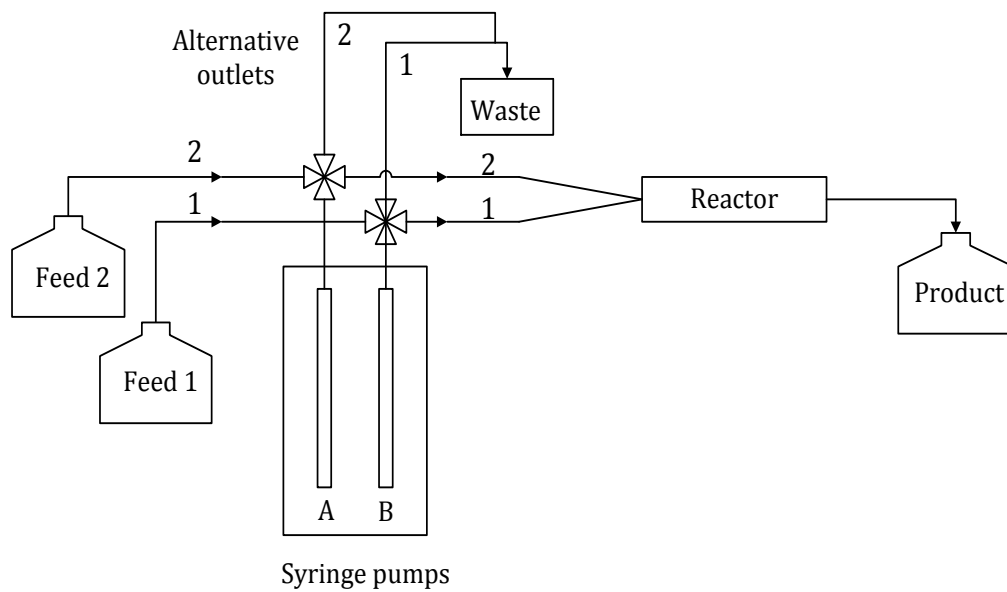 Alternative
outlets
2
1
Waste
2
2
1
1
Reactor
Feed 2
Product
Feed 1
A
B
Syringe pumps